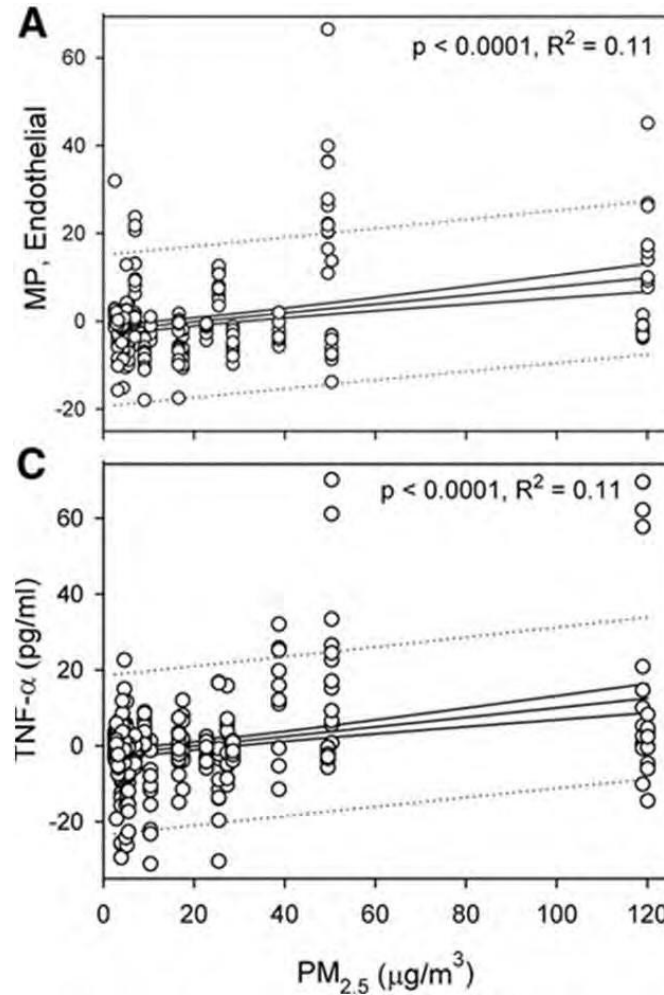 A
p < 0.0001, R² = 0.11
MP, Endothelial
60
40
20
0
-20
C
p < 0.0001, R² = 0.11
TNF-α (pg/ml)
60
40
20
0
-20
0 20 40 60 80 100 120
PM₂.₅ (μg/m³)